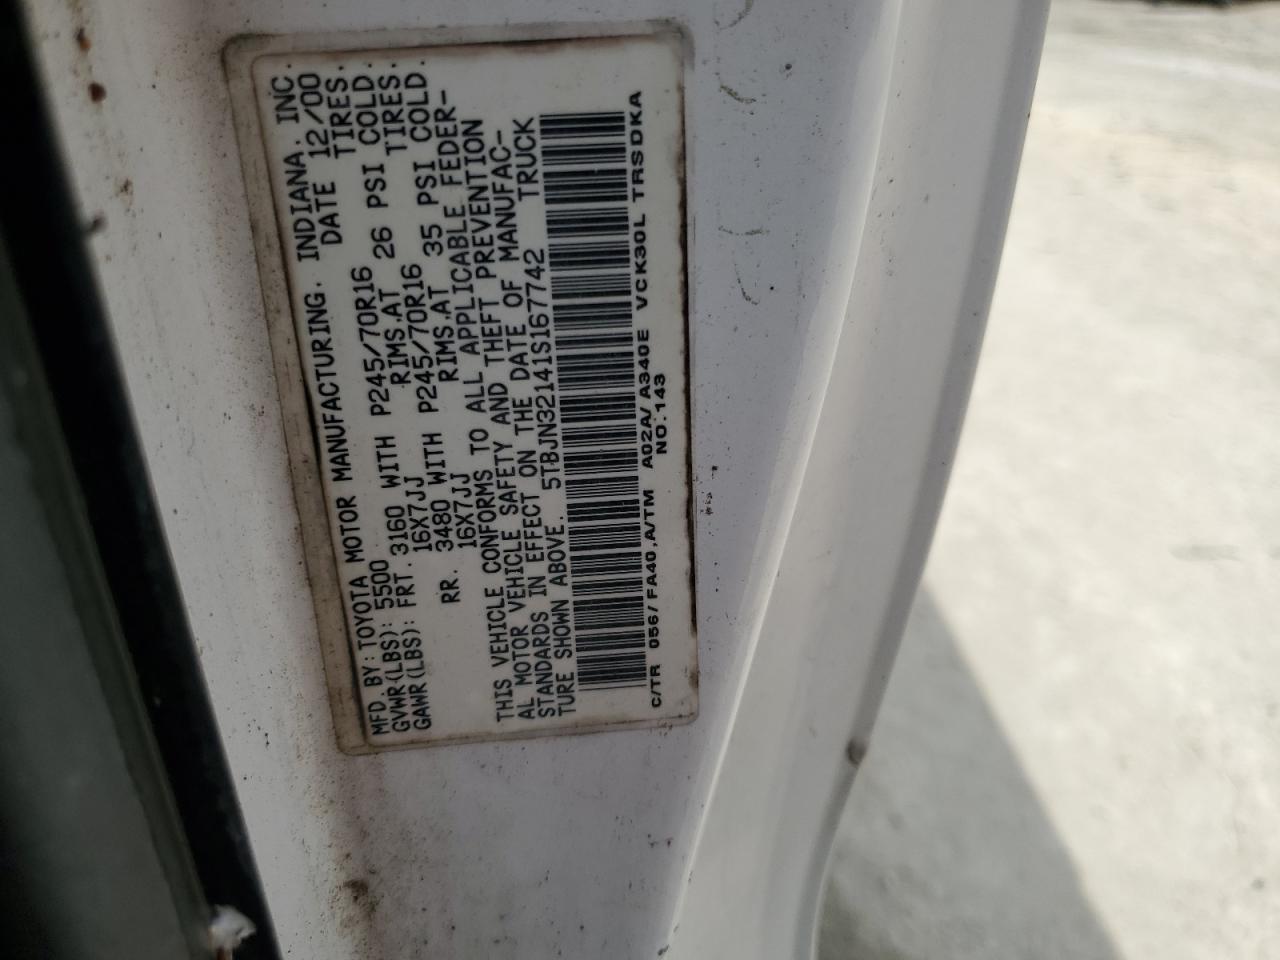 MFD. BY: TOYOTA MOTOR MANUFACTURING. INDIANA. INC.
GVWR(LBS): 5500 DATE 12/00
GAWR(LBS): FRT. 3160 WITH P245/70R16 TIRES.
16X7JJ RIMS.AT 26 PSI COLD.
RR. 3480 WITH P245/70R16 TIRES.
16X7JJ RIMS.AT 35 PSI COLD.
THIS VEHICLE CONFORMS TO ALL APPLICABLE FEDER-
AL MOTOR VEHICLE SAFETY AND THEFT PREVENTION
STANDARDS IN EFFECT ON THE DATE OF MANUFAC-
TURE SHOWN ABOVE. 5TBJN32141S167742 TRUCK
C/TR 056/FA40,A/TM A02A/A340E VCK30L TRSDKA
NO.143